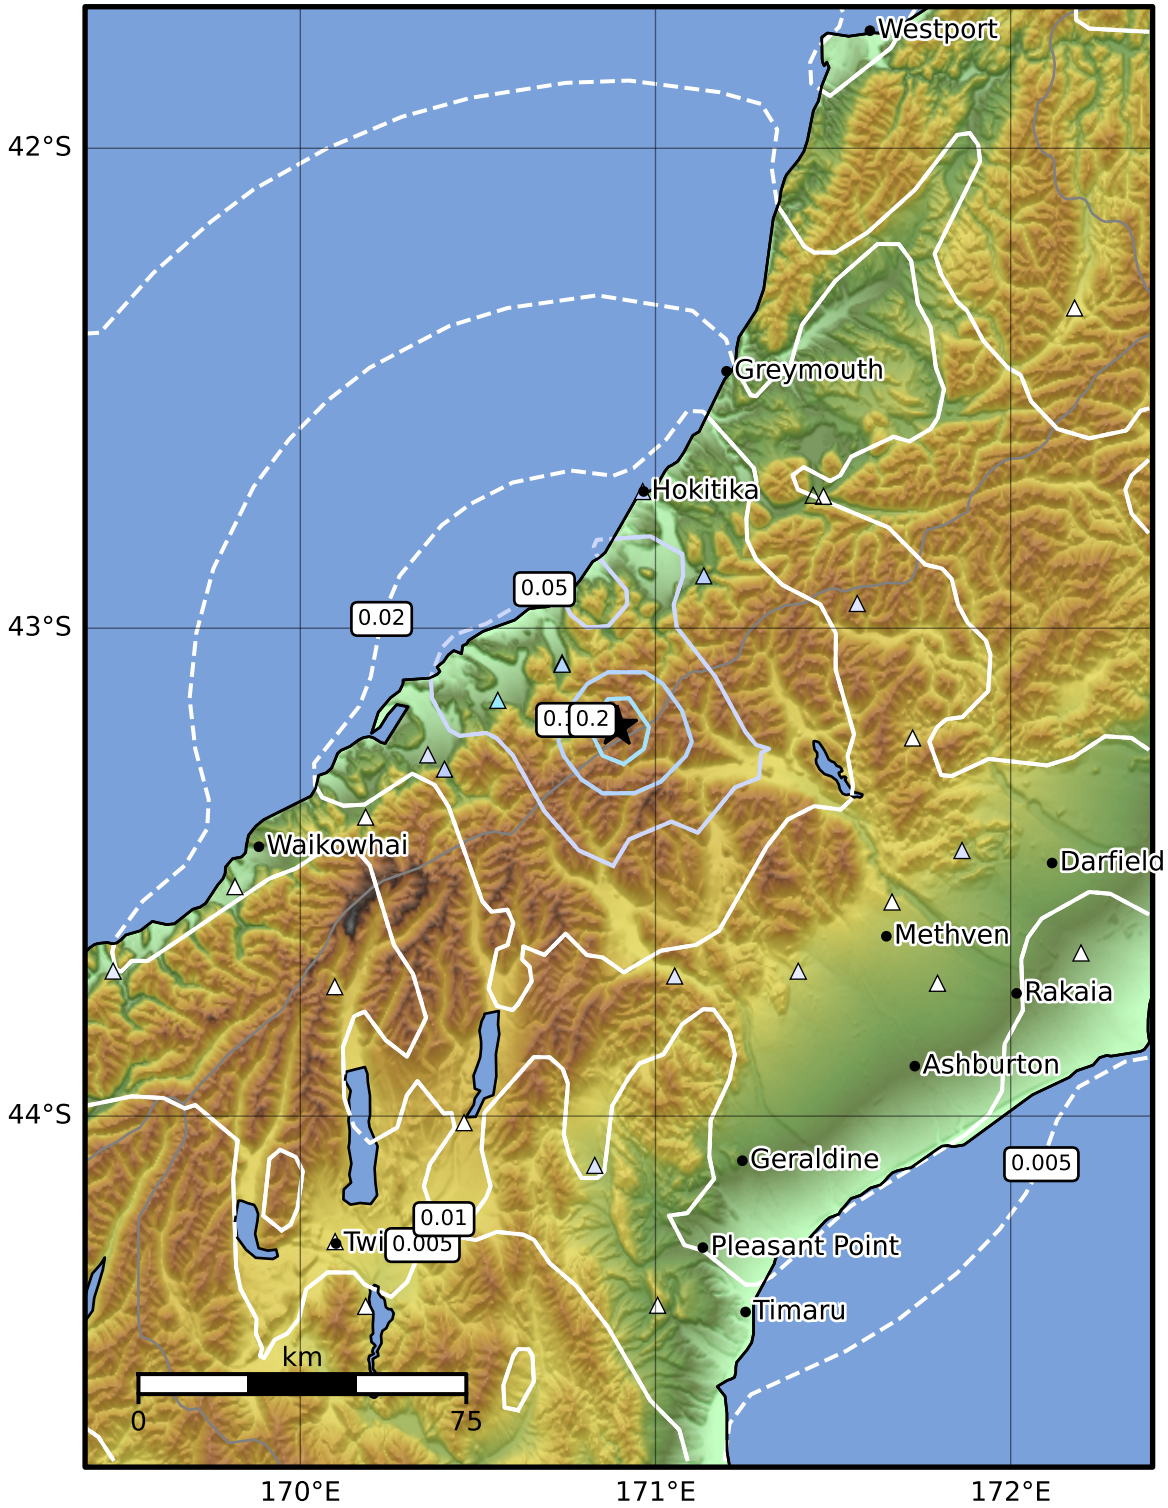 Westport
42°S
Greymouth
Hokitika
0.05
0.02
43°S
0.2
Waikowhai
Darfield
Methven
Rakaia
Ashburton
44°S
Geraldine
0.005
0.01
0.005
Pleasant Point
Timaru
km
0 75
170°E 171°E 172°E